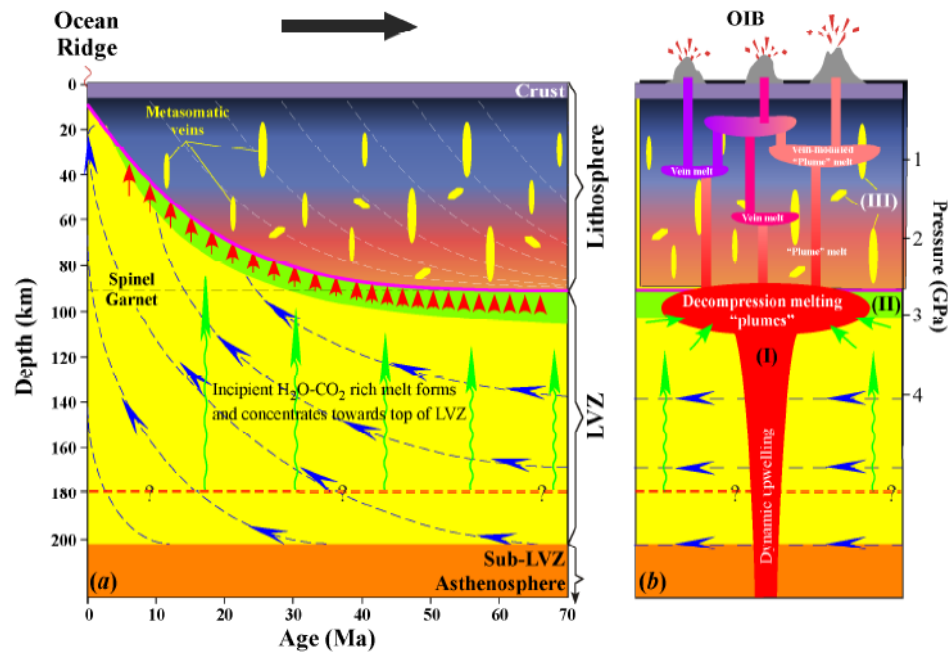 Ocean
Ridge
OIB
0
20
40
60
80
100
120
140
160
180
200
Depth (km)
Crust
Metasomatic
veins
Spinel
Garnet
Incipient H₂O-CO₂ rich melt forms
and concentrates towards top of LVZ
?
?
?
Sub-LVZ
Asthenosphere
(a)
0
10
20
30
40
50
60
70
Age (Ma)
Lithosphere
LVZ
Vein melt
Vein-moulted
"Plume" melt
(III)
Vein melt
"Plume" melt
Decompression melting
"plumes"
(II)
(I)
Dynamic upwelling
?
?
(b)
1
2
3
4
Pressure (GPa)